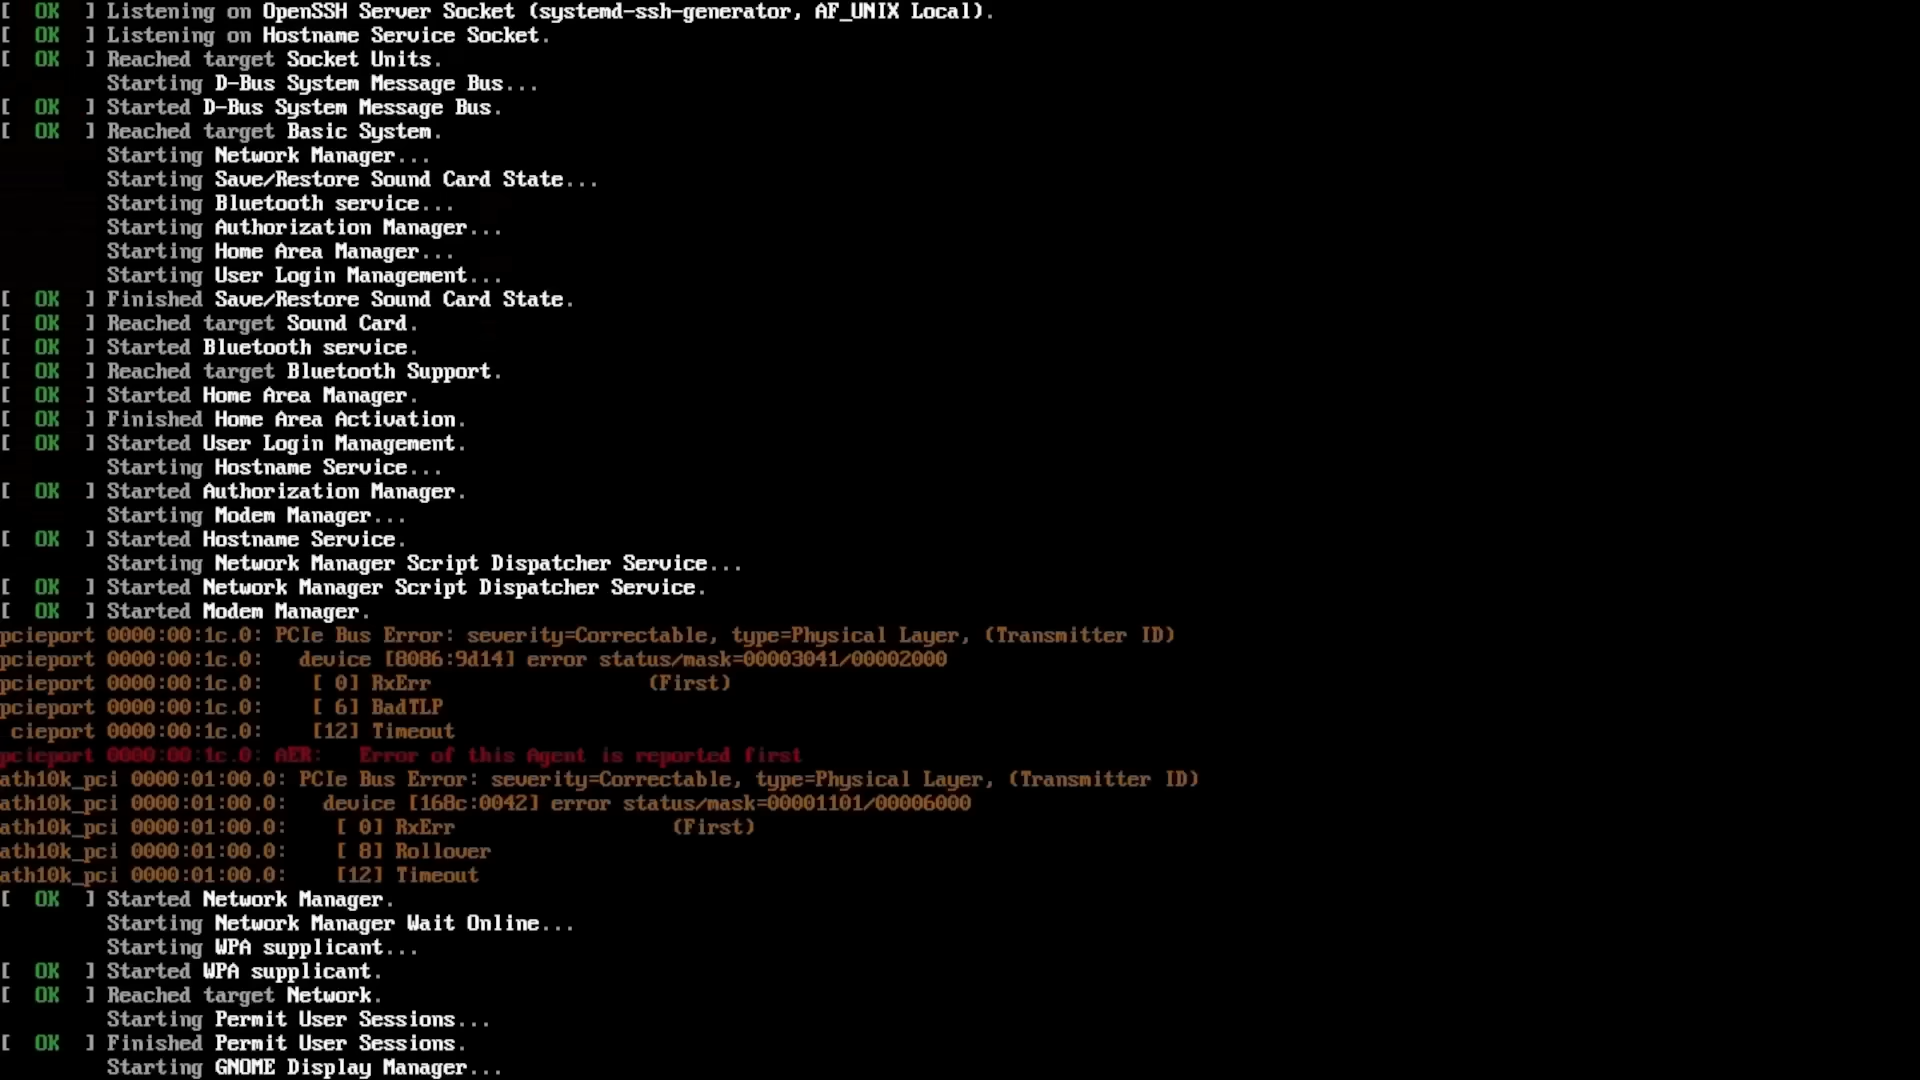 [  OK  ] Listening on OpenSSH Server Socket (systemd-ssh-generator, AF_UNIX Local).
[  OK  ] Listening on Hostname Service Socket.
[  OK  ] Reached target Socket Units.
         Starting D-Bus System Message Bus...
[  OK  ] Started D-Bus System Message Bus.
[  OK  ] Reached target Basic System.
         Starting Network Manager...
         Starting Save/Restore Sound Card State...
         Starting Bluetooth service...
         Starting Authorization Manager...
         Starting Home Area Manager...
         Starting User Login Management...
[  OK  ] Finished Save/Restore Sound Card State.
[  OK  ] Reached target Sound Card.
[  OK  ] Started Bluetooth service.
[  OK  ] Reached target Bluetooth Support.
[  OK  ] Started Home Area Manager.
[  OK  ] Finished Home Area Activation.
[  OK  ] Started User Login Management.
         Starting Hostname Service...
[  OK  ] Started Authorization Manager.
         Starting Modem Manager...
[  OK  ] Started Hostname Service.
         Starting Network Manager Script Dispatcher Service...
[  OK  ] Started Network Manager Script Dispatcher Service.
[  OK  ] Started Modem Manager.
pcieport 0000:00:1c.0: PCIe Bus Error: severity=Correctable, type=Physical Layer, (Transmitter ID)
pcieport 0000:00:1c.0:   device [8086:9d14] error status/mask=00003041/00002000
pcieport 0000:00:1c.0:    [ 0] RxErr                  (First)
pcieport 0000:00:1c.0:    [ 6] BadTLP
 cieport 0000:00:1c.0:    [12] Timeout
pcieport 0000:00:1c.0: AER:   Error of this Agent is reported first
ath10k_pci 0000:01:00.0: PCIe Bus Error: severity=Correctable, type=Physical Layer, (Transmitter ID)
ath10k_pci 0000:01:00.0:   device [168c:0042] error status/mask=00001101/00006000
ath10k_pci 0000:01:00.0:    [ 0] RxErr                  (First)
ath10k_pci 0000:01:00.0:    [ 8] Rollover
ath10k_pci 0000:01:00.0:    [12] Timeout
[  OK  ] Started Network Manager.
         Starting Network Manager Wait Online...
         Starting WPA supplicant...
[  OK  ] Started WPA supplicant.
[  OK  ] Reached target Network.
         Starting Permit User Sessions...
[  OK  ] Finished Permit User Sessions.
         Starting GNOME Display Manager...